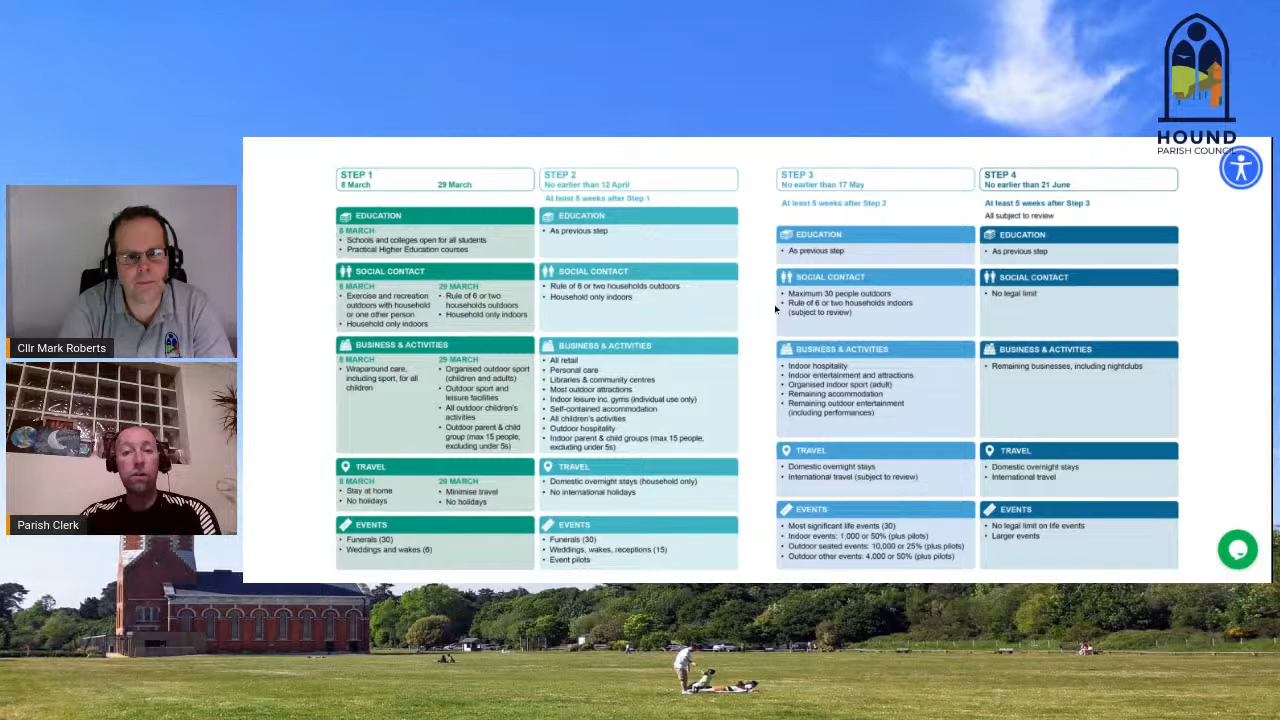 HOUND
PARISH COUNCIL
Cllr Mark Roberts
Parish Clerk
STEP 1
8 March 29 March
EDUCATION
8 MARCH
• Schools and colleges open for all students
• Practical Higher Education courses
SOCIAL CONTACT
8 MARCH
• Exercise and recreation
outdoors with household
or one other person
• Household only indoors
29 MARCH
• Rule of 6 or two
households outdoors
• Household only indoors
BUSINESS & ACTIVITIES
8 MARCH
• Wraparound care,
including sport, for all
children
29 MARCH
• Organised outdoor sport
(children and adults)
• Outdoor sport and
leisure facilities
• All outdoor children's
activities
• Outdoor parent & child
group (max 15 people,
excluding under 5s)
TRAVEL
8 MARCH
• Stay at home
• No holidays
29 MARCH
• Minimise travel
• No holidays
EVENTS
• Funerals (30)
• Weddings and wakes (6)
STEP 2
No earlier than 12 April
At least 5 weeks after Step 1
EDUCATION
• As previous step
SOCIAL CONTACT
• Rule of 6 or two households outdoors
• Household only indoors
BUSINESS & ACTIVITIES
• All retail
• Personal care
• Libraries & community centres
• Most outdoor attractions
• Indoor leisure inc. gyms (individual use only)
• Self-contained accommodation
• All children's activities
• Outdoor hospitality
• Indoor parent & child groups (max 15 people,
excluding under 5s)
TRAVEL
• Domestic overnight stays (household only)
• No international holidays
EVENTS
• Funerals (30)
• Weddings, wakes, receptions (15)
• Event pilots
STEP 3
No earlier than 17 May
At least 5 weeks after Step 2
EDUCATION
• As previous step
SOCIAL CONTACT
• Maximum 30 people outdoors
• Rule of 6 or two households indoors
(subject to review)
BUSINESS & ACTIVITIES
• Indoor hospitality
• Indoor entertainment and attractions
• Organised indoor sport (adult)
• Remaining accommodation
• Remaining outdoor entertainment
(including performances)
TRAVEL
• Domestic overnight stays
• International travel (subject to review)
EVENTS
• Most significant life events (30)
• Indoor events: 1,000 or 50% (plus pilots)
• Outdoor seated events: 10,000 or 25% (plus pilots)
• Outdoor other events: 4,000 or 50% (plus pilots)
STEP 4
No earlier than 21 June
At least 5 weeks after Step 3
All subject to review
EDUCATION
• As previous step
SOCIAL CONTACT
• No legal limit
BUSINESS & ACTIVITIES
• Remaining businesses, including nightclubs
TRAVEL
• Domestic overnight stays
• International travel
EVENTS
• No legal limit on life events
• Larger events